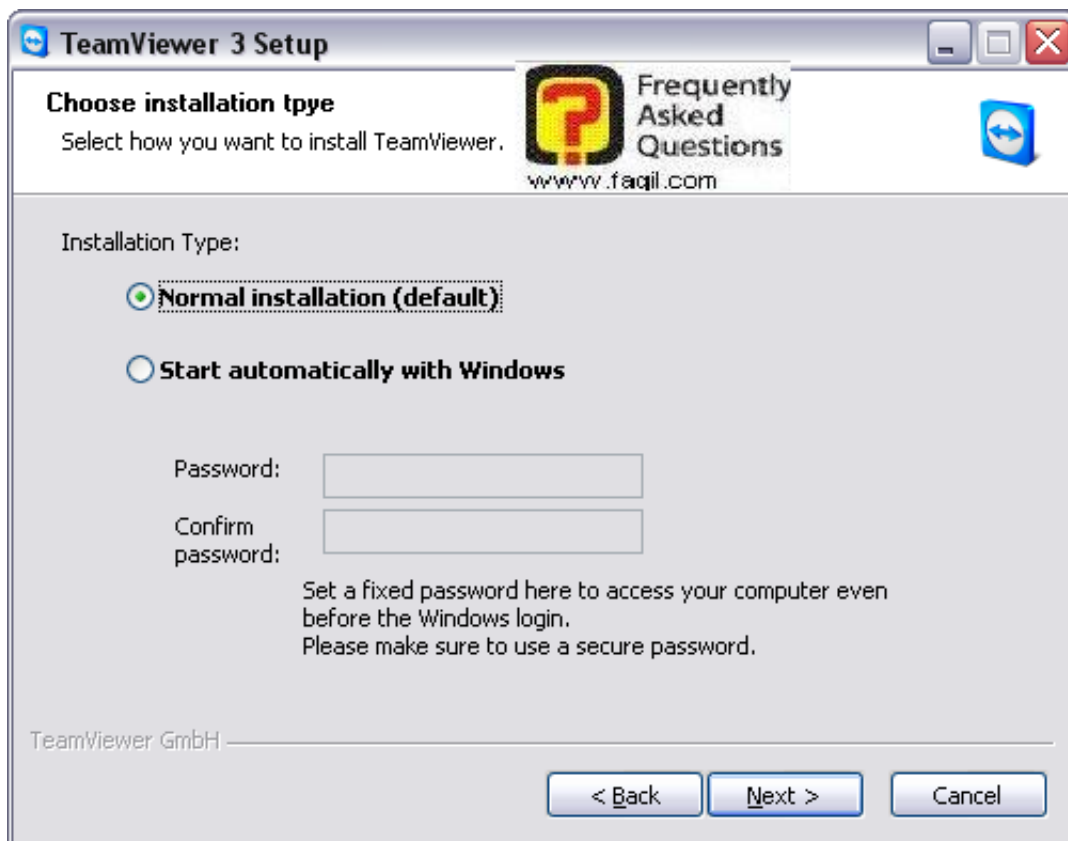 TeamViewer 3 Setup
Choose installation tpye
Select how you want to install TeamViewer.
Frequently
Asked
Questions
www.faqil.com
Installation Type:
Normal installation (default)
Start automatically with Windows
Password:
Confirm
password:
Set a fixed password here to access your computer even
before the Windows login.
Please make sure to use a secure password.
TeamViewer GmbH
< Back
Next >
Cancel